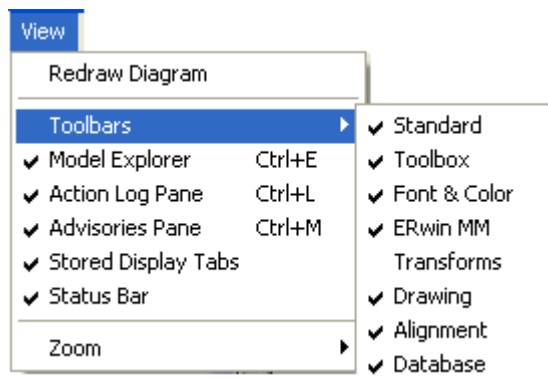 View
Redraw Diagram
Toolbars
Model Explorer Ctrl+E
Action Log Pane Ctrl+L
Advisories Pane Ctrl+M
Stored Display Tabs
Status Bar
Zoom
Standard
Toolbox
Font & Color
ERwin MM
Transforms
Drawing
Alignment
Database